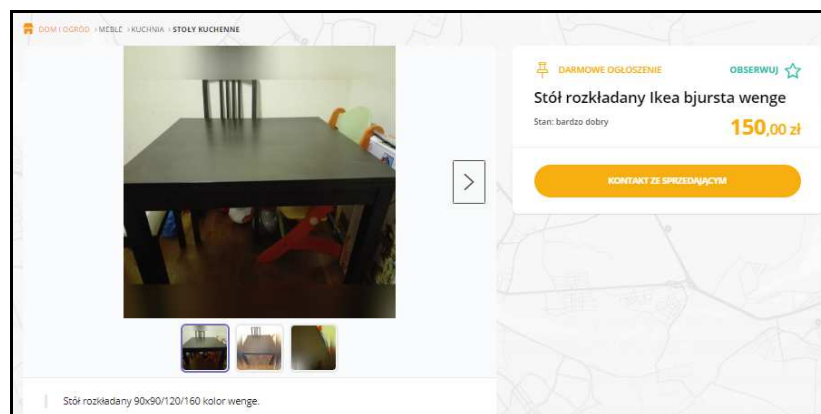 DOM I OGRÓD > MEBLE > KUCHNIA > STOŁY KUCHENNE
DARMOWE OGŁOSZENIE
OBSERWUJ
Stół rozkładany Ikea bjursta wenge
Stan: bardzo dobry
150,00 zł
KONTAKT ZE SPRZEDAJĄCYM
Stół rozkładany 90x90/120/160 kolor wenge.